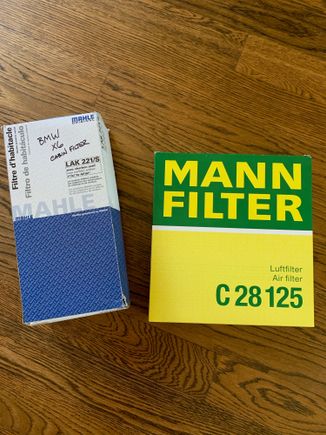 Filtre d'habitacle
Filtro de habitáculo
MAHLE
BMW
X6
CABIN FILTER
LAK 221/S
MAHLE
MANN
FILTER
Luftfilter
Air filter
C 28 125